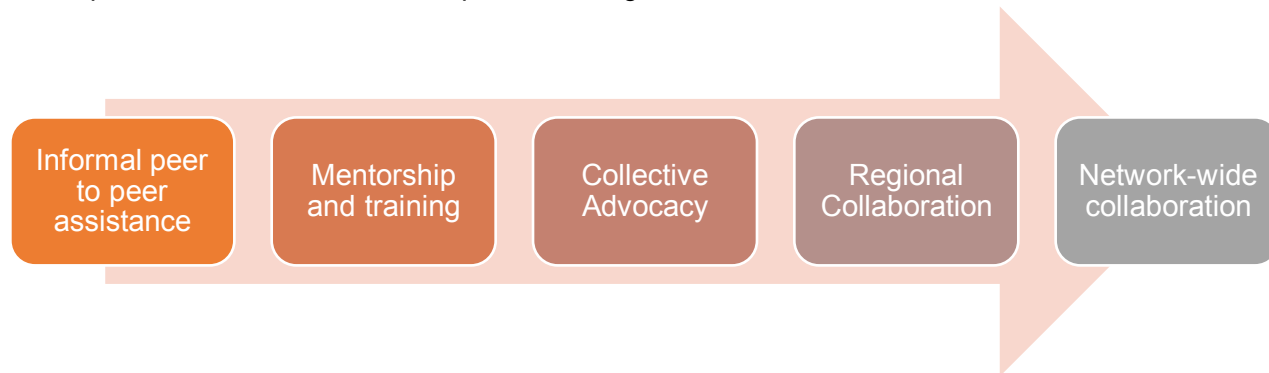 Informal peer
to peer
assistance
Mentorship
and training
Collective
Advocacy
Regional
Collaboration
Network-wide
collaboration